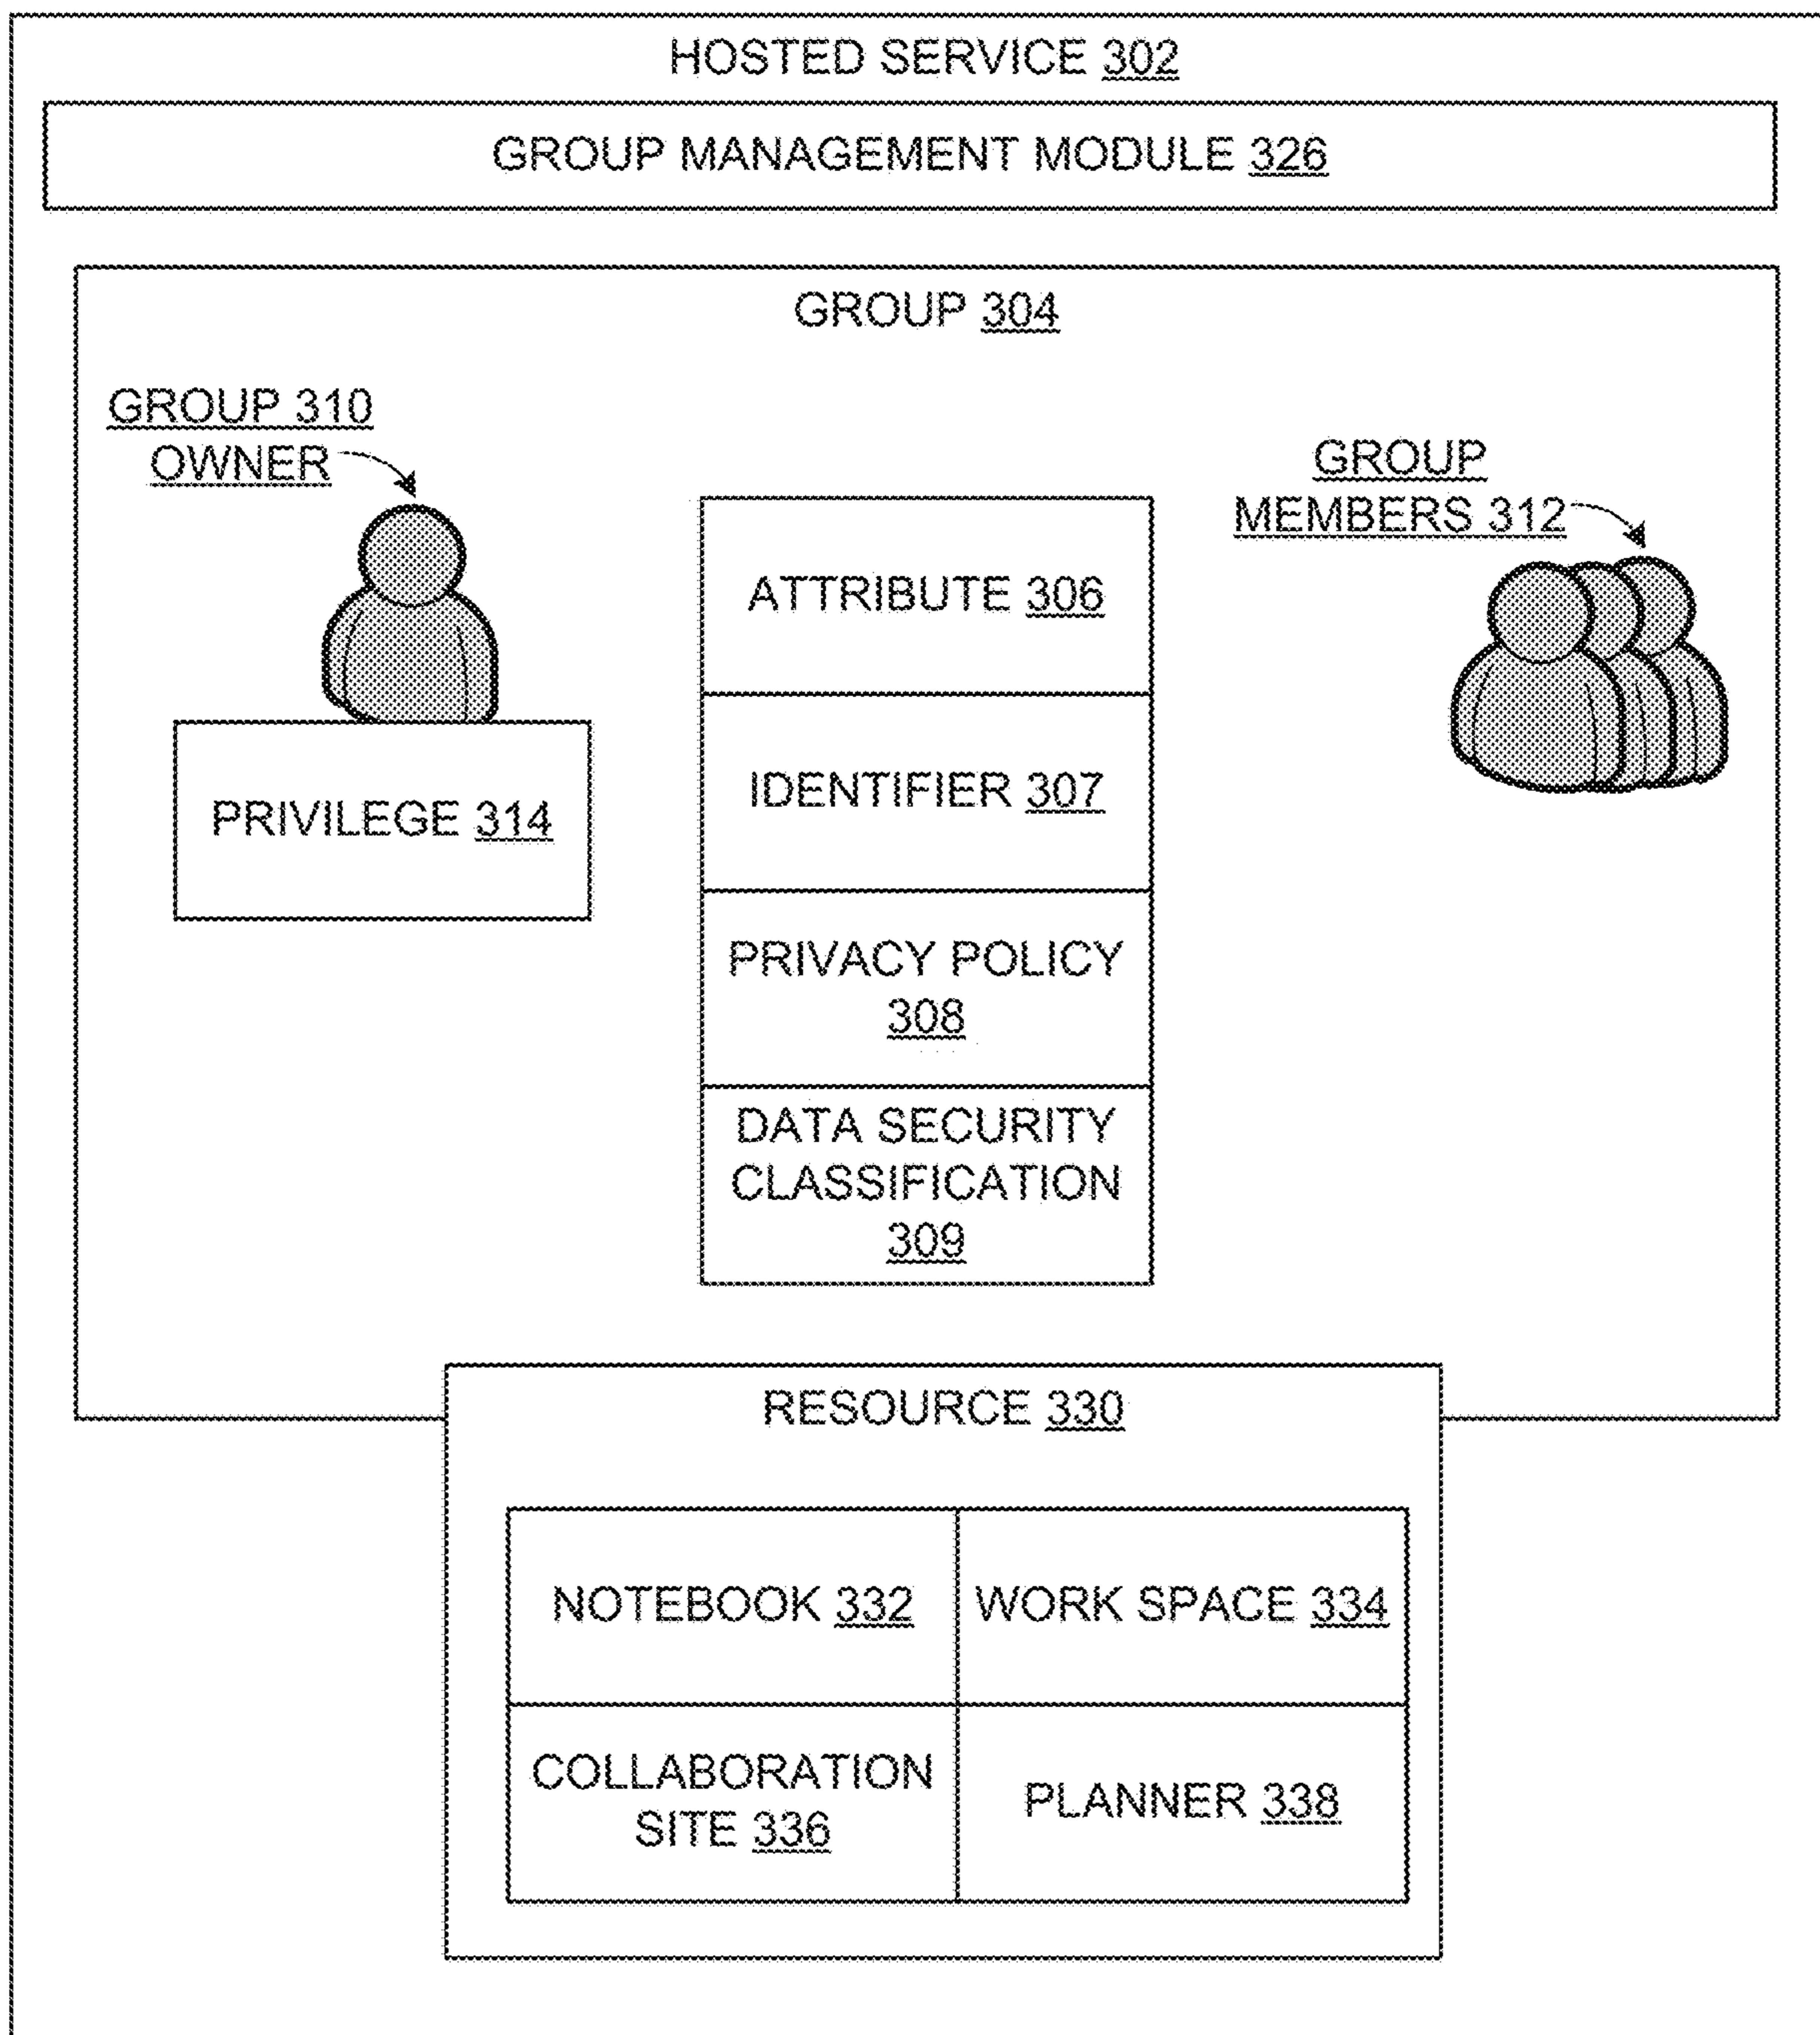 HOSTED SERVICE 302
GROUP MANAGEMENT MODULE 326
GROUP 304
GROUP 310
OWNER
GROUP
MEMBERS 312
ATTRIBUTE 306
IDENTIFIER 307
PRIVILEGE 314
PRIVACY POLICY
308
DATA SECURITY
CLASSIFICATION
309
RESOURCE 330
NOTEBOOK 332
WORK SPACE 334
COLLABORATION
SITE 336
PLANNER 338